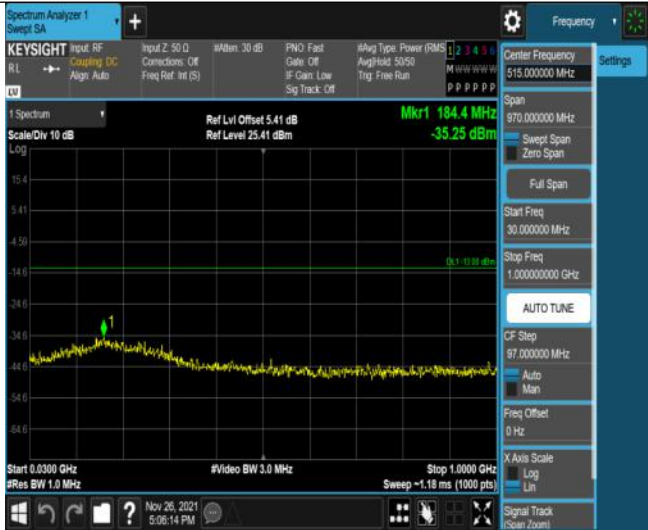 Spectrum Analyzer 1
Swept SA
+
Frequency
KEYSIGHT
RL
Input: RF
Coupling: DC
Align: Auto
Input Z: 50 Ω
Corrections: Off
Freq Ref: Int (S)
#Atten: 30 dB
PNO: Fast
Gate: Off
IF Gain: Low
Sig Track: Off
#Avg Type: Power (RMS
Avg|Hold: 50/50
Trig: Free Run
1 2 3 4 5 6
M W W W W W
P P P P P P
LV
1 Spectrum
Scale/Div 10 dB
Log
Ref Lvl Offset 5.41 dB
Ref Level 25.41 dBm
Mkr1 184.4 MHz
-35.25 dBm
15.4
5.41
-4.59
-14.6
-24.6
-34.6
-44.6
-54.6
-64.6
DL1 -13.00 dBm
1
Start 0.0300 GHz
#Res BW 1.0 MHz
#Video BW 3.0 MHz
Stop 1.0000 GHz
Sweep ~1.18 ms (1000 pts)
Nov 26, 2021
5:06:14 PM
?
Center Frequency
515.000000 MHz
Span
970.000000 MHz
Swept Span
Zero Span
Full Span
Start Freq
30.000000 MHz
Stop Freq
1.000000000 GHz
AUTO TUNE
CF Step
97.000000 MHz
Auto
Man
Freq Offset
0 Hz
X Axis Scale
Log
Lin
Signal Track
(Span Zoom)
Settings